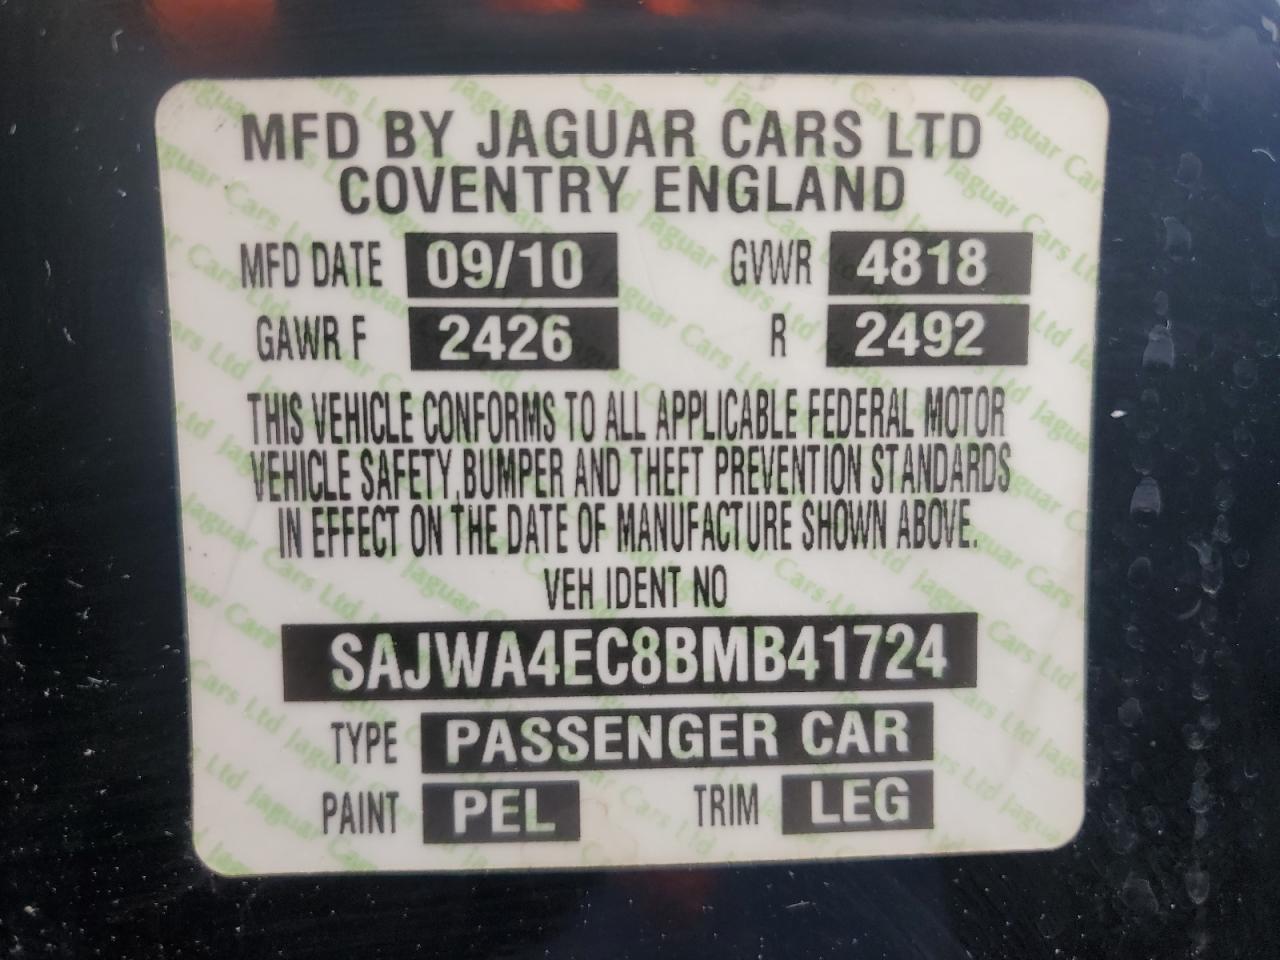 MFD BY JAGUAR CARS LTD
COVENTRY ENGLAND
MFD DATE 09/10 GVWR 4818
GAWR F 2426 R 2492
THIS VEHICLE CONFORMS TO ALL APPLICABLE FEDERAL MOTOR
VEHICLE SAFETY,BUMPER AND THEFT PREVENTION STANDARDS
IN EFFECT ON THE DATE OF MANUFACTURE SHOWN ABOVE.
VEH IDENT NO
SAJWA4EC8BMB41724
TYPE PASSENGER CAR
PAINT PEL TRIM LEG